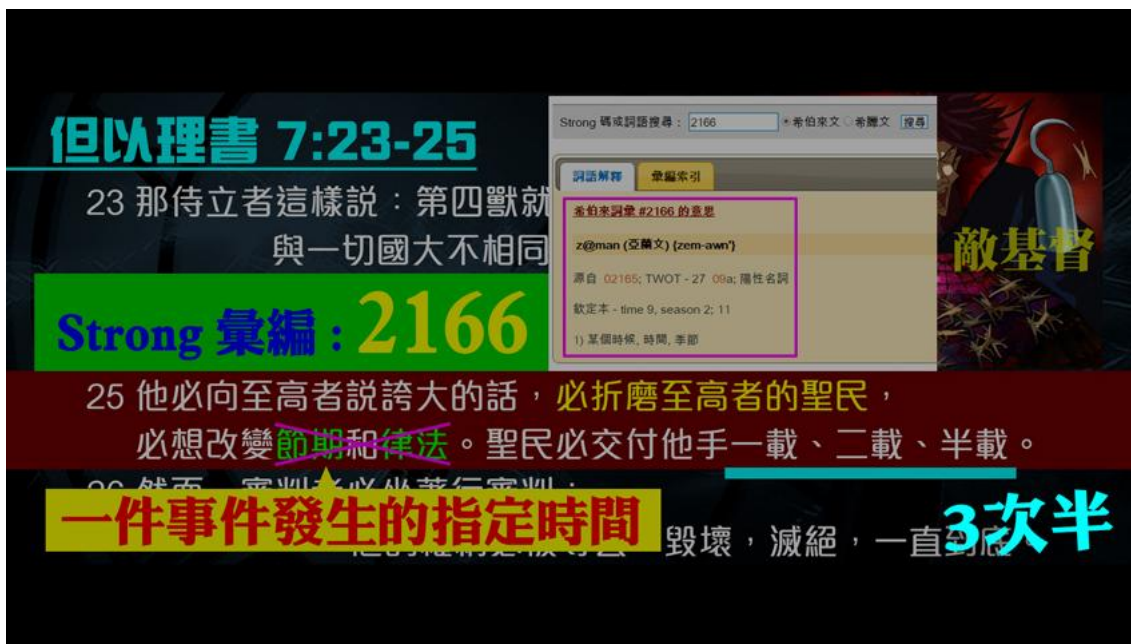 但以理書 7:23-25
Strong 碼或詞語搜尋：2166 希伯來文 希臘文 搜尋
詞語解釋 彙編索引
希伯來詞彙 #2166 的意思
z@man (亞蘭文) {zem-awn'}
源自 02165; TWOT - 27 09a; 陽性名詞
欽定本 - time 9, season 2; 11
1) 某個時候, 時間, 季節
敵基督
23 那侍立者這樣說：第四獸就
與一切國大不相同
Strong 彙編 : 2166
25 他必向至高者說誇大的話，必折磨至高者的聖民，
必想改變節期和律法。聖民必交付他手一載、二載、半載。
一件事件發生的指定時間
毀壞，滅絕，一直到底。
3次半